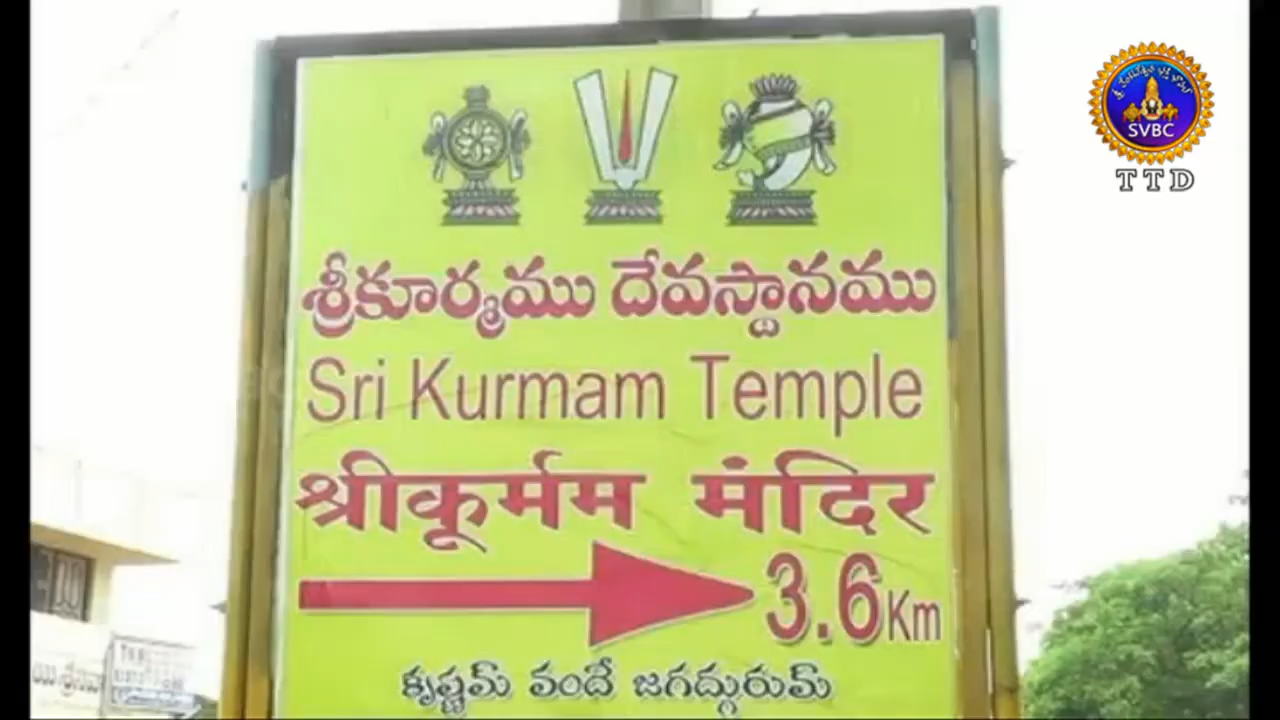 శ్రీకూర్మము దేవస్థానము
Sri Kurmam Temple
श्रीकूर्मम मंदिर
3.6Km
కృష్ణమ్ వందే జగద్గురుమ్
SVBC
TTD